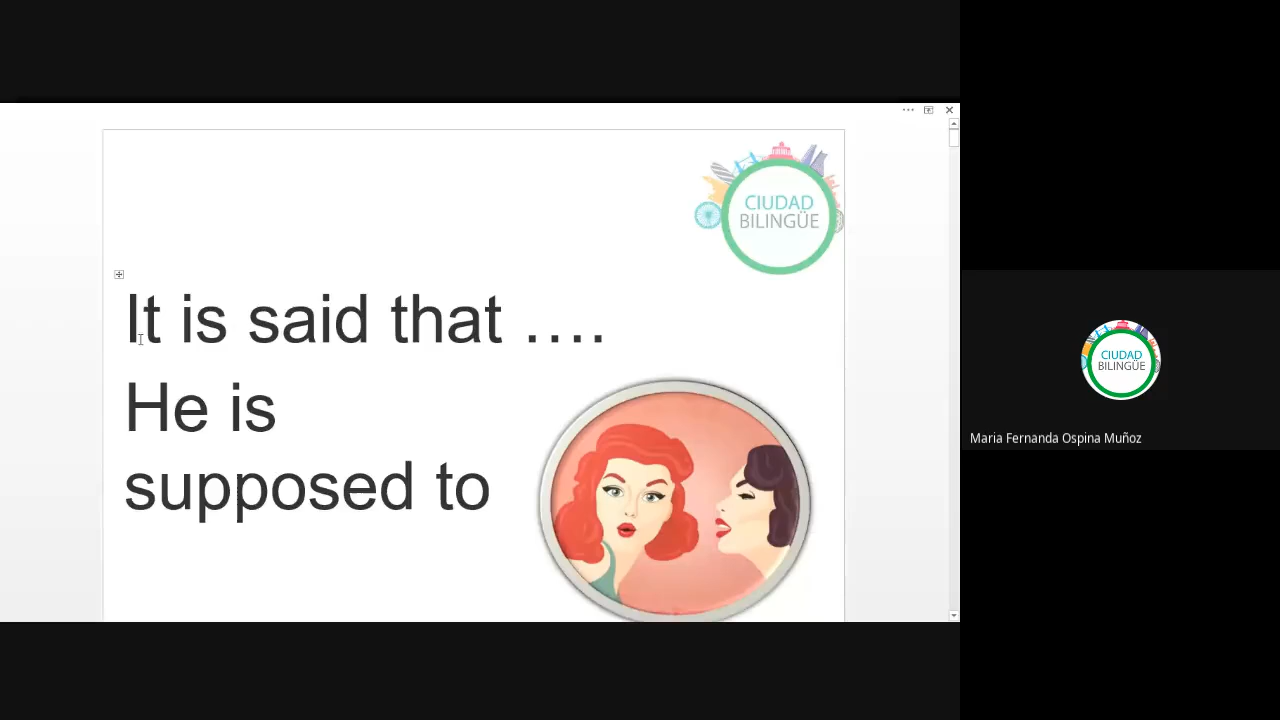 CIUDAD
BILINGÜE
It is said that ....
He is
supposed to
CIUDAD
BILINGÜE
Maria Fernanda Ospina Muñoz